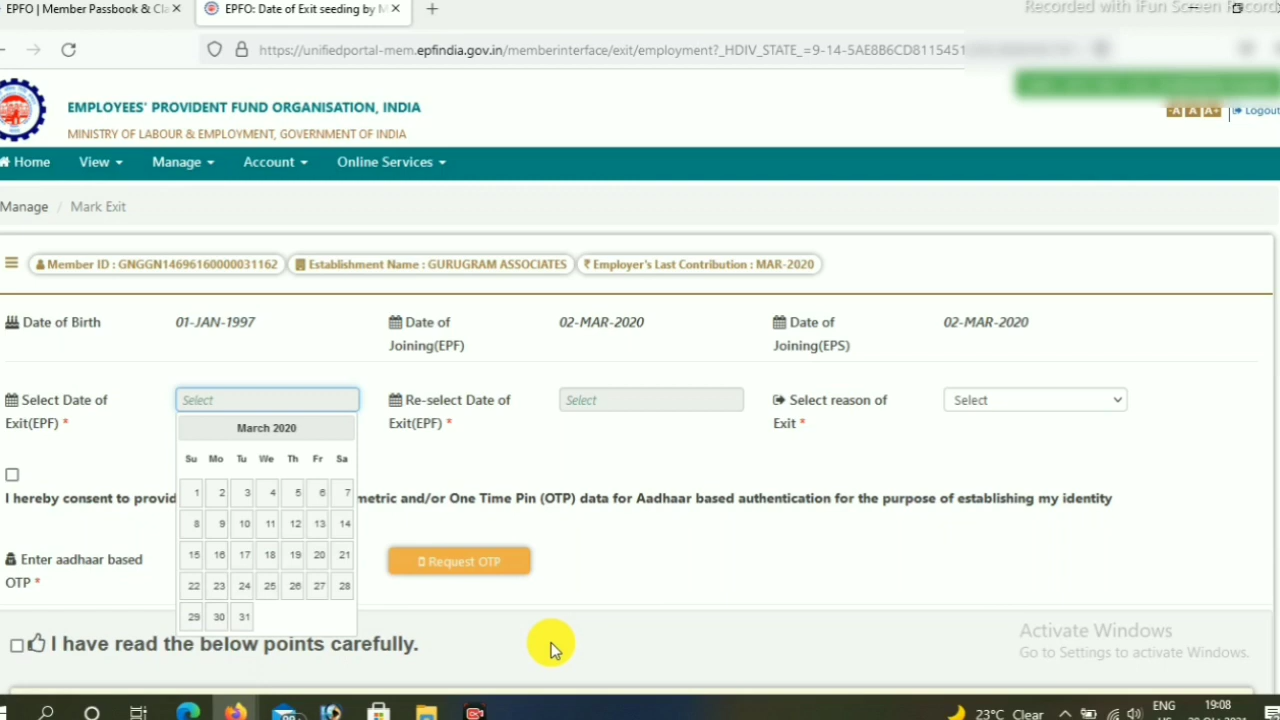 EPFO | Member Passbook & Cla
EPFO: Date of Exit seeding by M
Recorded with iFun Screen Record
https://unifiedportal-mem.epfindia.gov.in/memberinterface/exit/employment?_HDIV_STATE_=9-14-5AE8B6CD8115451
EMPLOYEES' PROVIDENT FUND ORGANISATION, INDIA
MINISTRY OF LABOUR & EMPLOYMENT, GOVERNMENT OF INDIA
-A A A+ Logout
Home View Manage Account Online Services
Manage / Mark Exit
Member ID : GNGGN14696160000031162 Establishment Name : GURUGRAM ASSOCIATES ₹ Employer's Last Contribution : MAR-2020
Date of Birth 01-JAN-1997 Date of Joining(EPF) 02-MAR-2020 Date of Joining(EPS) 02-MAR-2020
Select Date of Exit(EPF) * Select Re-select Date of Exit(EPF) * Select Select reason of Exit * Select
March 2020
Su Mo Tu We Th Fr Sa
1 2 3 4 5 6 7
8 9 10 11 12 13 14
15 16 17 18 19 20 21
22 23 24 25 26 27 28
29 30 31
I hereby consent to provid metric and/or One Time Pin (OTP) data for Aadhaar based authentication for the purpose of establishing my identity
Enter aadhaar based OTP * Request OTP
I have read the below points carefully.
Activate Windows
Go to Settings to activate Windows.
23°C Clear ENG 19:08